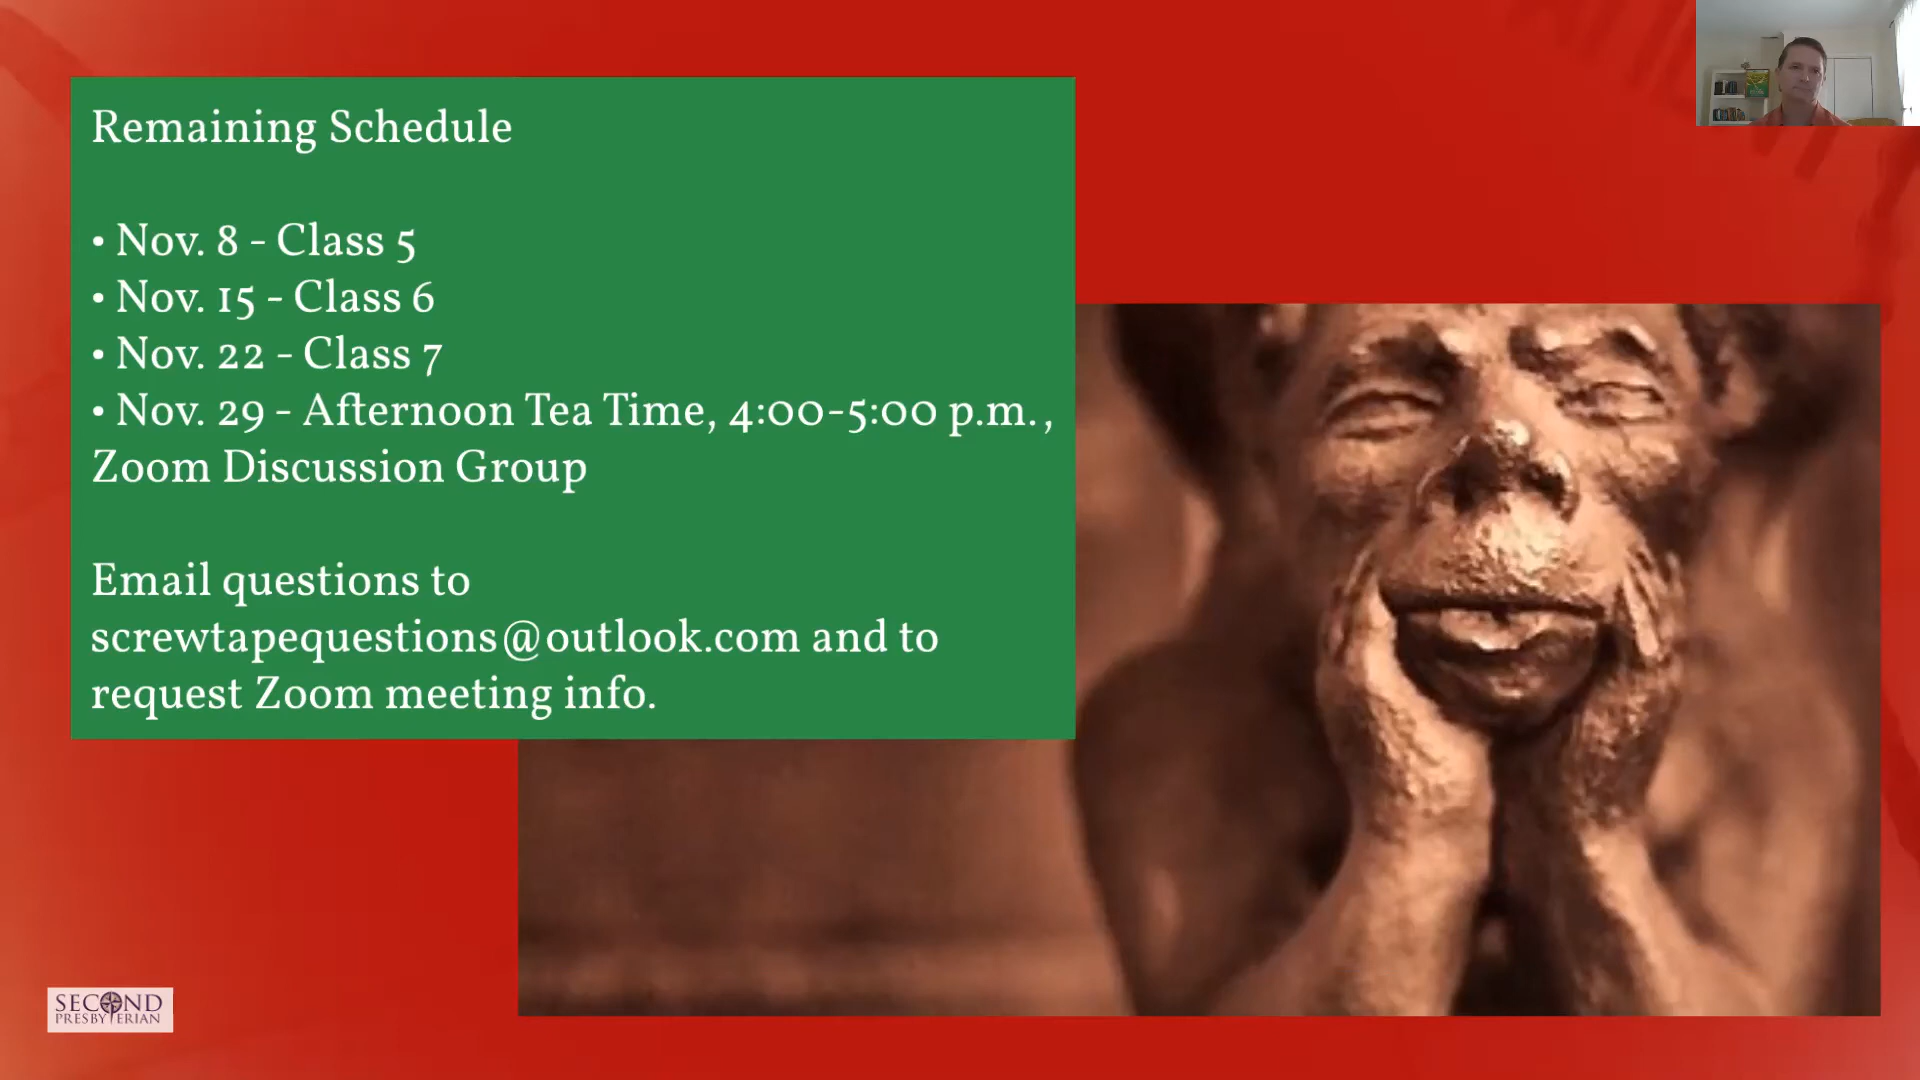 Remaining Schedule
• Nov. 8 - Class 5
• Nov. 15 - Class 6
• Nov. 22 - Class 7
• Nov. 29 - Afternoon Tea Time, 4:00-5:00 p.m.,
Zoom Discussion Group
Email questions to
screwtapequestions@outlook.com and to
request Zoom meeting info.
SECOND
PRESBYTERIAN